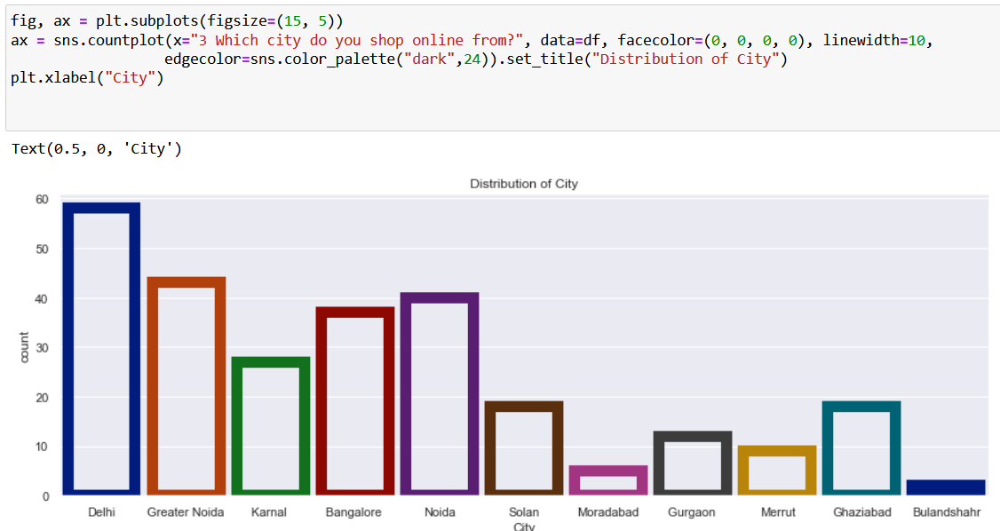 fig, ax = plt.subplots(figsize=(15, 5))
ax = sns.countplot(x="3 Which city do you shop online from?", data=df, facecolor=(0, 0, 0, 0), linewidth=10,
edgecolor=sns.color_palette("dark",24)).set_title("Distribution of City")
plt.xlabel("City")
Text(0.5, 0, 'City')
Distribution of City
60
50
40
30
20
10
0
count
Delhi Greater Noida Karnal Bangalore Noida Solan Moradabad Gurgaon Merrut Ghaziabad Bulandshahr
City